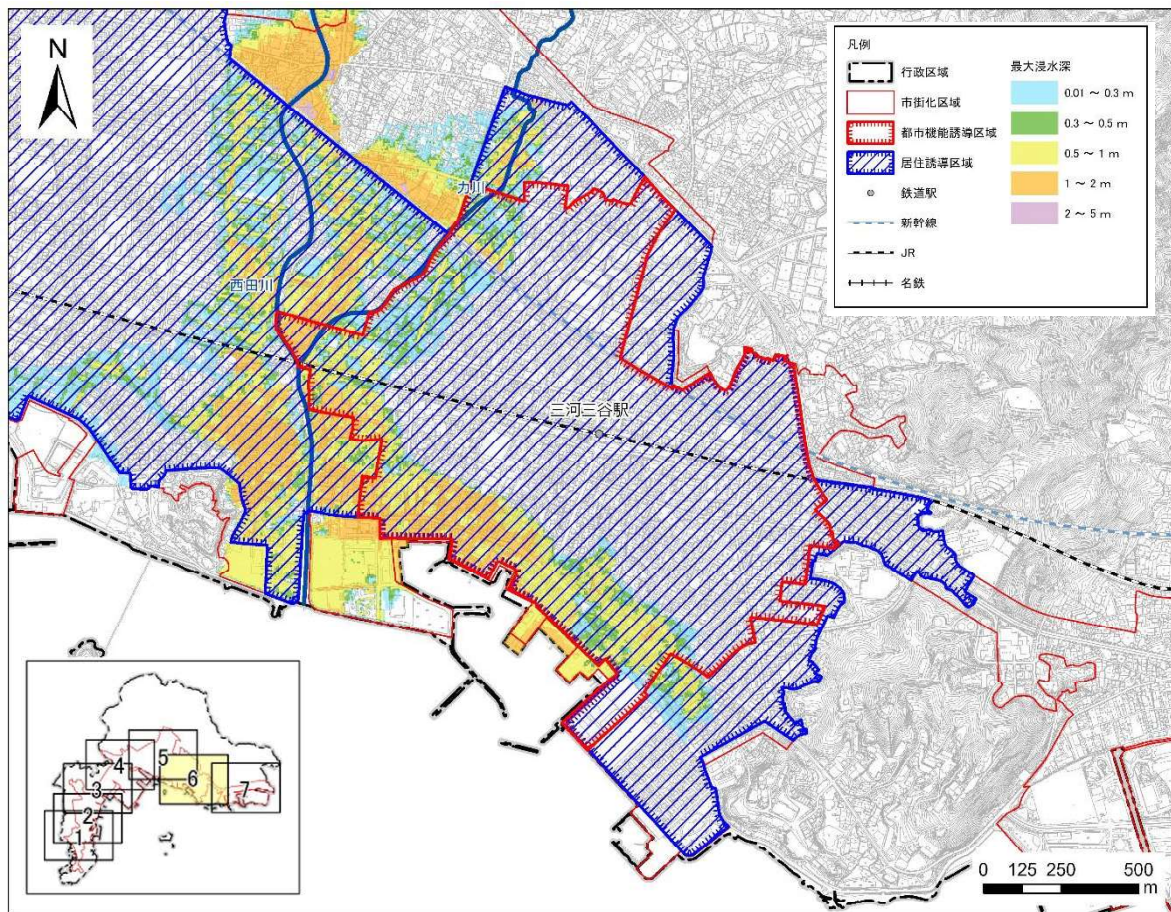 N
凡例
行政区域
市街化区域
都市機能誘導区域
居住誘導区域
鉄道駅
新幹線
JR
名鉄
最大浸水深
0.01 ~ 0.3 m
0.3 ~ 0.5 m
0.5 ~ 1 m
1 ~ 2 m
2 ~ 5 m
力川
西田川
三河三谷駅
5
4
6
3
7
2
1
0 125 250 500
m